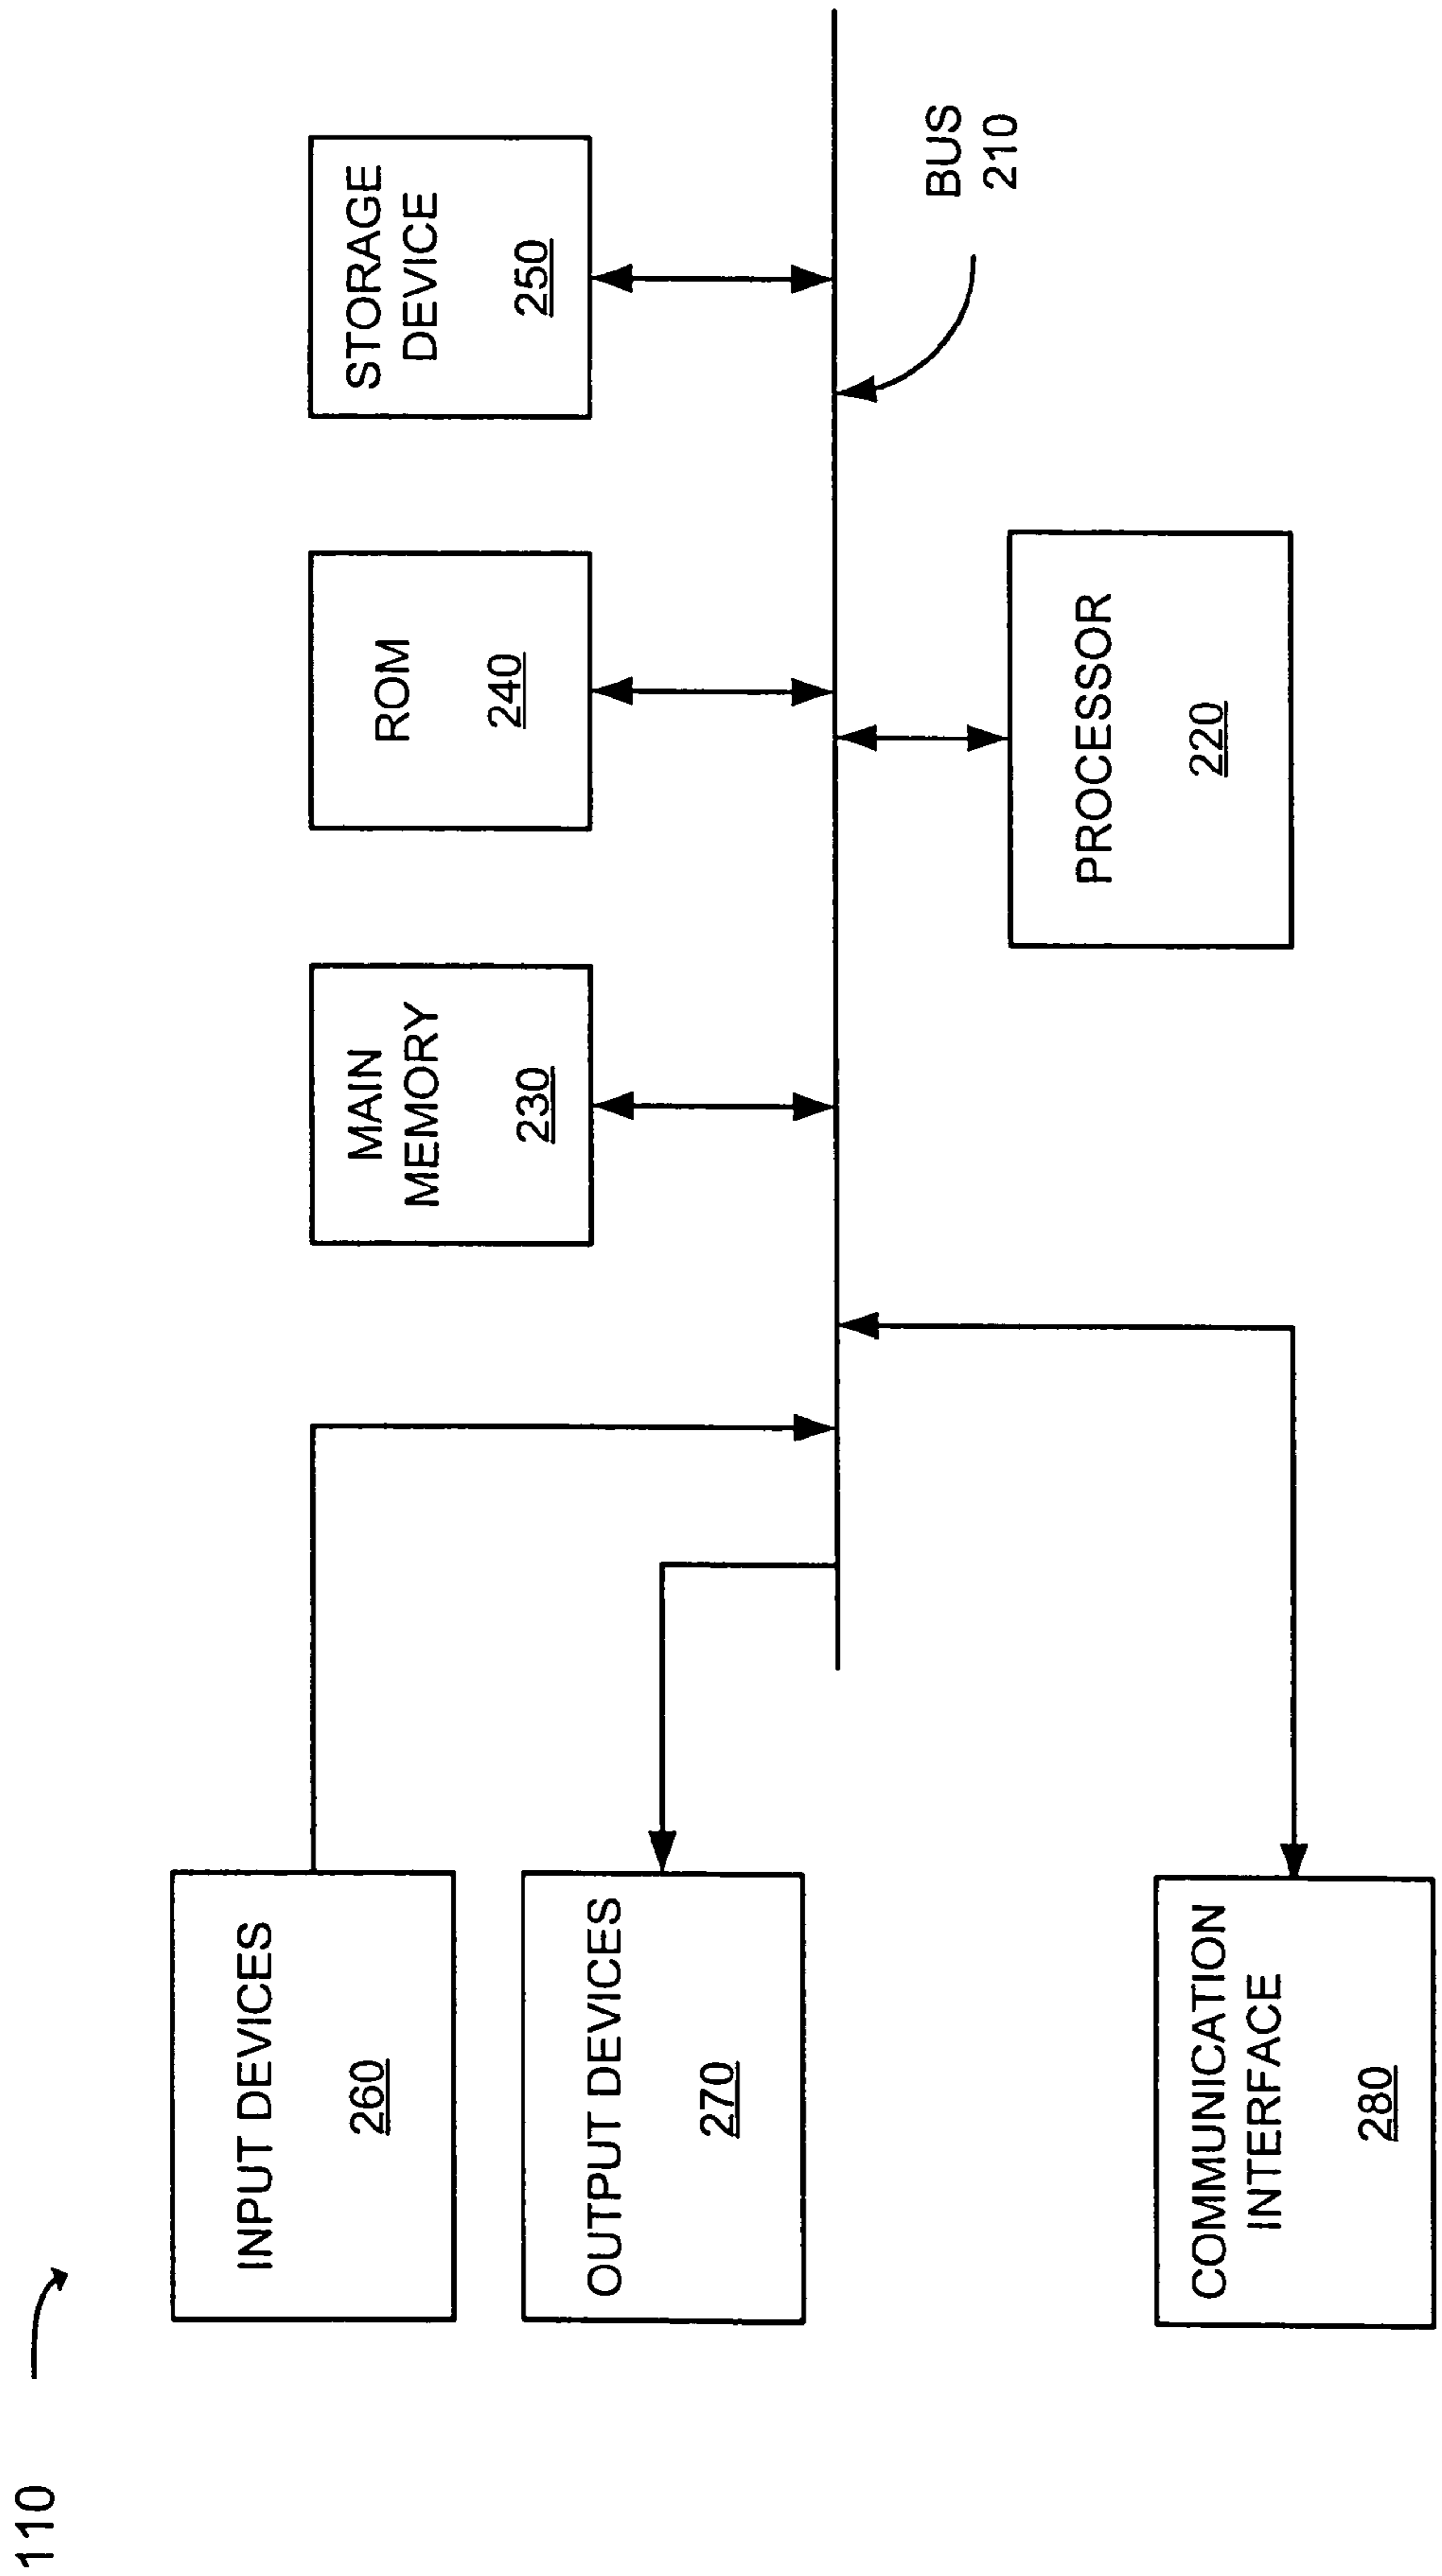 110
INPUT DEVICES
260
OUTPUT DEVICES
270
COMMUNICATION
INTERFACE
280
MAIN
MEMORY
230
ROM
240
STORAGE
DEVICE
250
PROCESSOR
220
BUS
210